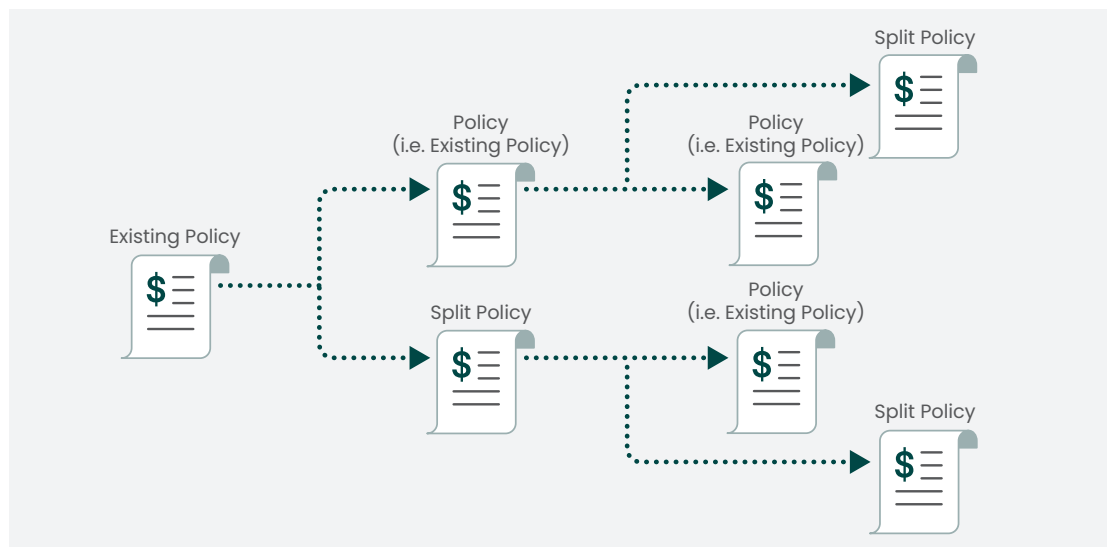 Split Policy
$
Policy
(i.e. Existing Policy)
$
Policy
(i.e. Existing Policy)
$
Existing Policy
$
Split Policy
$
Policy
(i.e. Existing Policy)
$
Split Policy
$